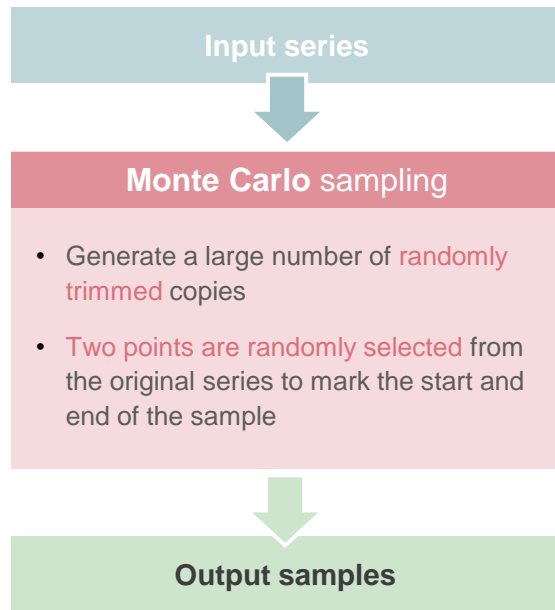 Input series
Monte Carlo sampling
• Generate a large number of randomly
trimmed copies
• Two points are randomly selected from
the original series to mark the start and
end of the sample
Output samples